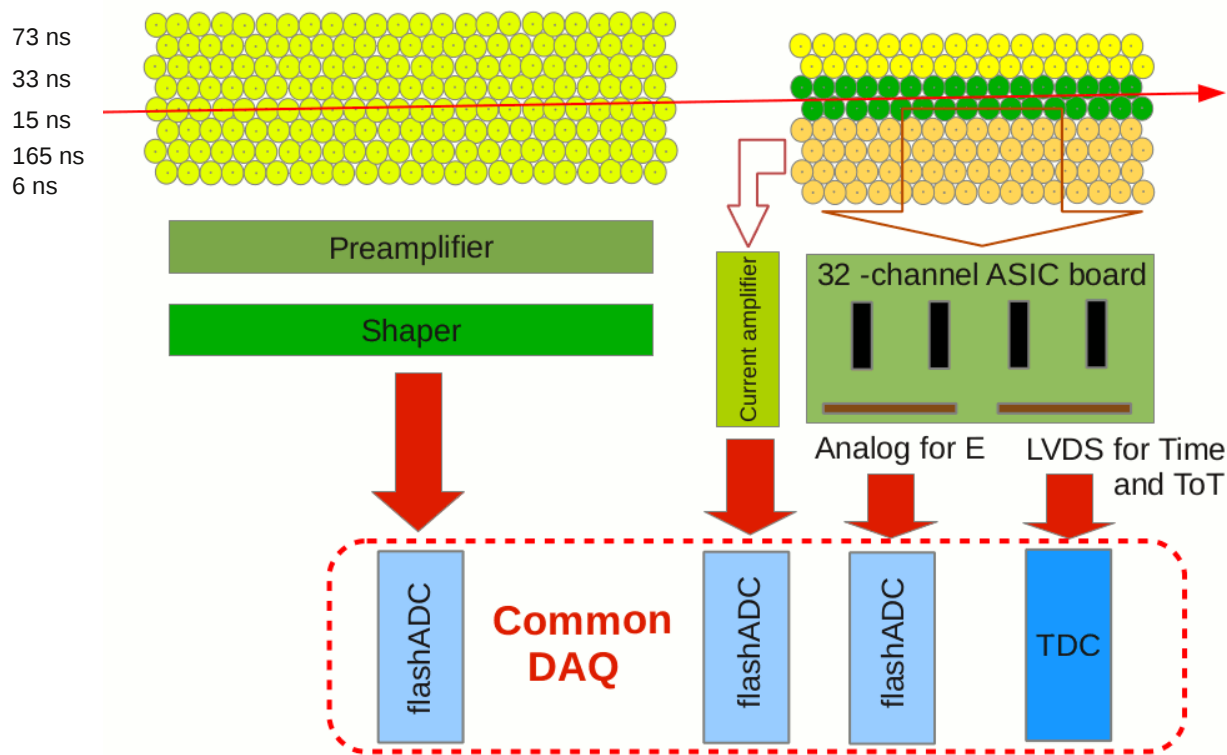 73 ns
33 ns
15 ns
165 ns
6 ns
Preamplifier
Shaper
Current amplifier
32 -channel ASIC board
Analog for E
LVDS for Time
and ToT
flashADC
Common
DAQ
flashADC
flashADC
TDC